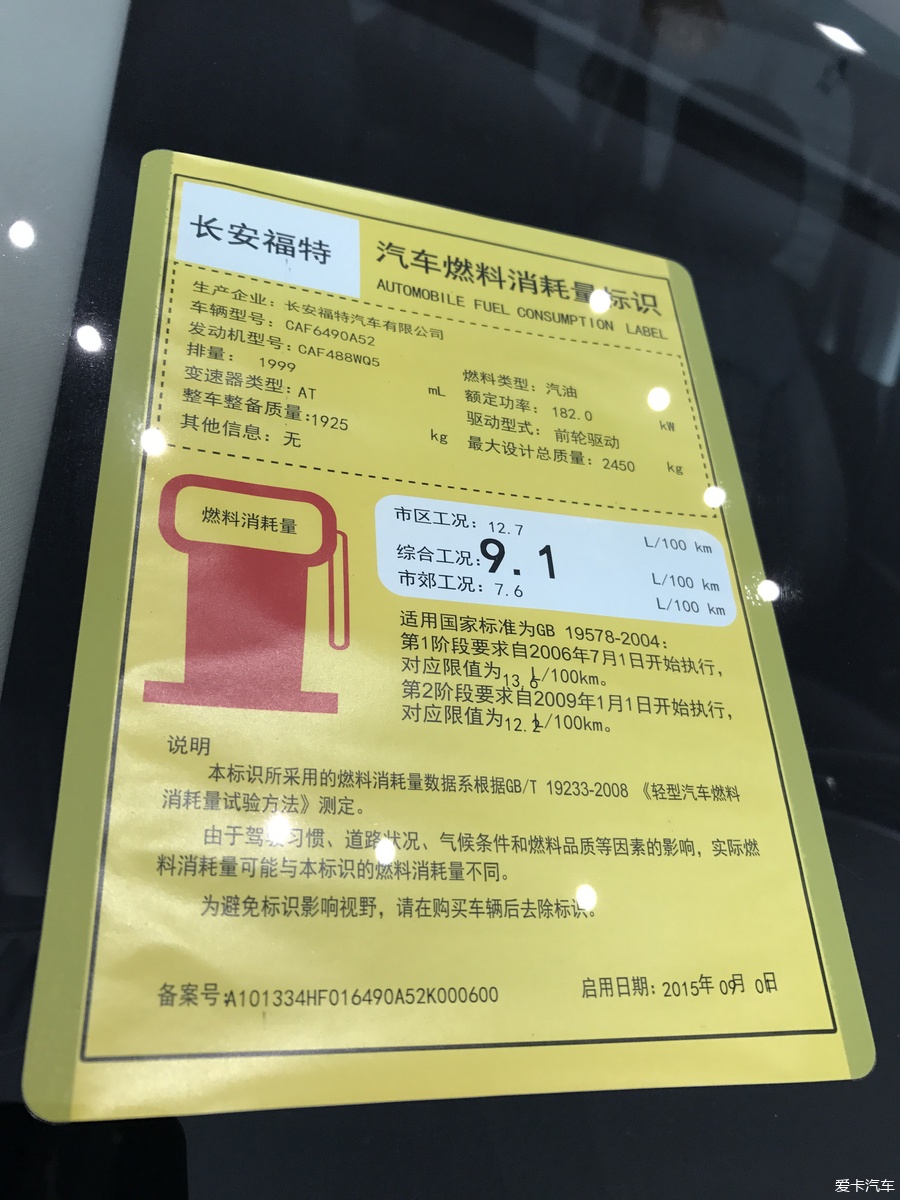 长安福特
汽车燃料消耗量标识
AUTOMOBILE FUEL CONSUMPTION LABEL
生产企业：长安福特汽车有限公司
车辆型号：CAF6490A52
发动机型号：CAF488WQ5
排量： 1999 mL
变速器类型：AT
整车整备质量：1925 kg
其他信息：无
燃料类型：汽油
额定功率：182.0 kW
驱动型式：前轮驱动
最大设计总质量：2450 kg
燃料消耗量
市区工况：12.7 L/100 km
综合工况：9.1 L/100 km
市郊工况：7.6 L/100 km
适用国家标准为GB 19578-2004：
第1阶段要求自2006年7月1日开始执行，
对应限值为13.6 L/100km。
第2阶段要求自2009年1月1日开始执行，
对应限值为12.2 L/100km。
说明
本标识所采用的燃料消耗量数据系根据GB/T 19233-2008 《轻型汽车燃料
消耗量试验方法》测定。
由于驾驶习惯、道路状况、气候条件和燃料品质等因素的影响，实际燃
料消耗量可能与本标识的燃料消耗量不同。
为避免标识影响视野，请在购买车辆后去除标识。
备案号：A101334HF016490A52K000600
启用日期：2015年 09月 01日
爱卡汽车